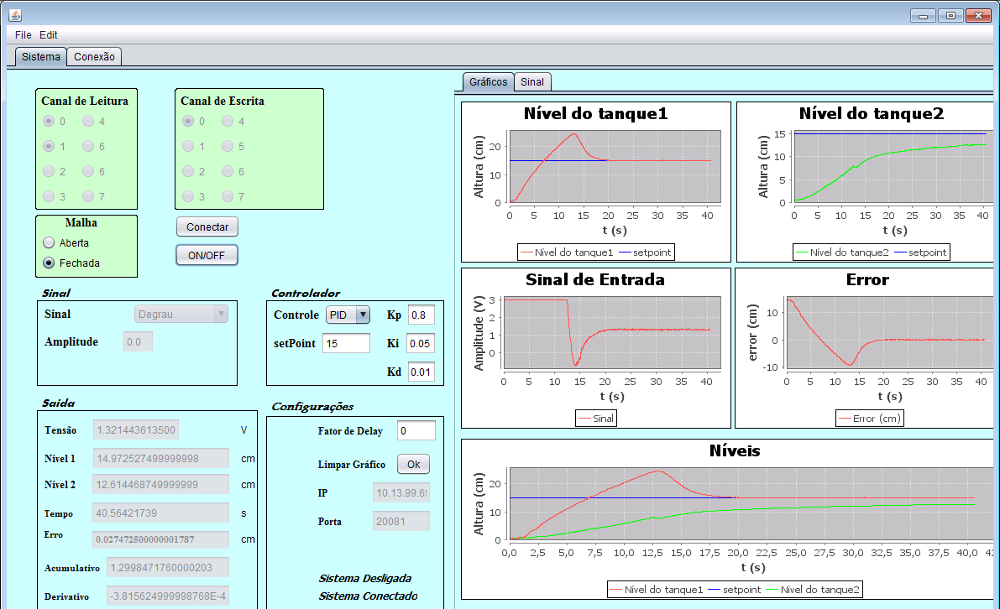 File Edit
Sistema Conexão
Canal de Leitura
0 4
1 6
2 6
3 7
Canal de Escrita
0 4
1 5
2 6
3 7
Malha
Aberta
Fechada
Conectar
ON/OFF
Sinal
Sinal Degrau
Amplitude 0.0
Controlador
Controle PID Kp 0.8
setPoint 15 Ki 0.05
Kd 0.01
Saida
Tensão 1.321443613500 V
Nível 1 14.972527499999998 cm
Nível 2 12.614468749999999 cm
Tempo 40.56421739 s
Erro 0.027472500000001787 cm
Acumulativo 1.2998471760000203
Derivativo -3.815624999998768E-4
Configurações
Fator de Delay 0
Limpar Gráfico Ok
IP 10.13.99.69
Porta 20081
Sistema Desligada
Sistema Conectado
Gráficos Sinal
Nível do tanque1
Altura (cm)
20
10
0
0 5 10 15 20 25 30 35 40
t (s)
Nível do tanque1 setpoint
Nível do tanque2
Altura (cm)
15
10
5
0
0 5 10 15 20 25 30 35 40
t (s)
Nível do tanque2 setpoint
Sinal de Entrada
Amplitude (V)
3
2
1
0
0 5 10 15 20 25 30 35 40
t (s)
Sinal
Error
error (cm)
10
0
-10
0 5 10 15 20 25 30 35 40
t (s)
Error (cm)
Níveis
Altura (cm)
20
10
0
0,0 2,5 5,0 7,5 10,0 12,5 15,0 17,5 20,0 22,5 25,0 27,5 30,0 32,5 35,0 37,5 40,0 42
t (s)
Nível do tanque1 setpoint Nível do tanque2